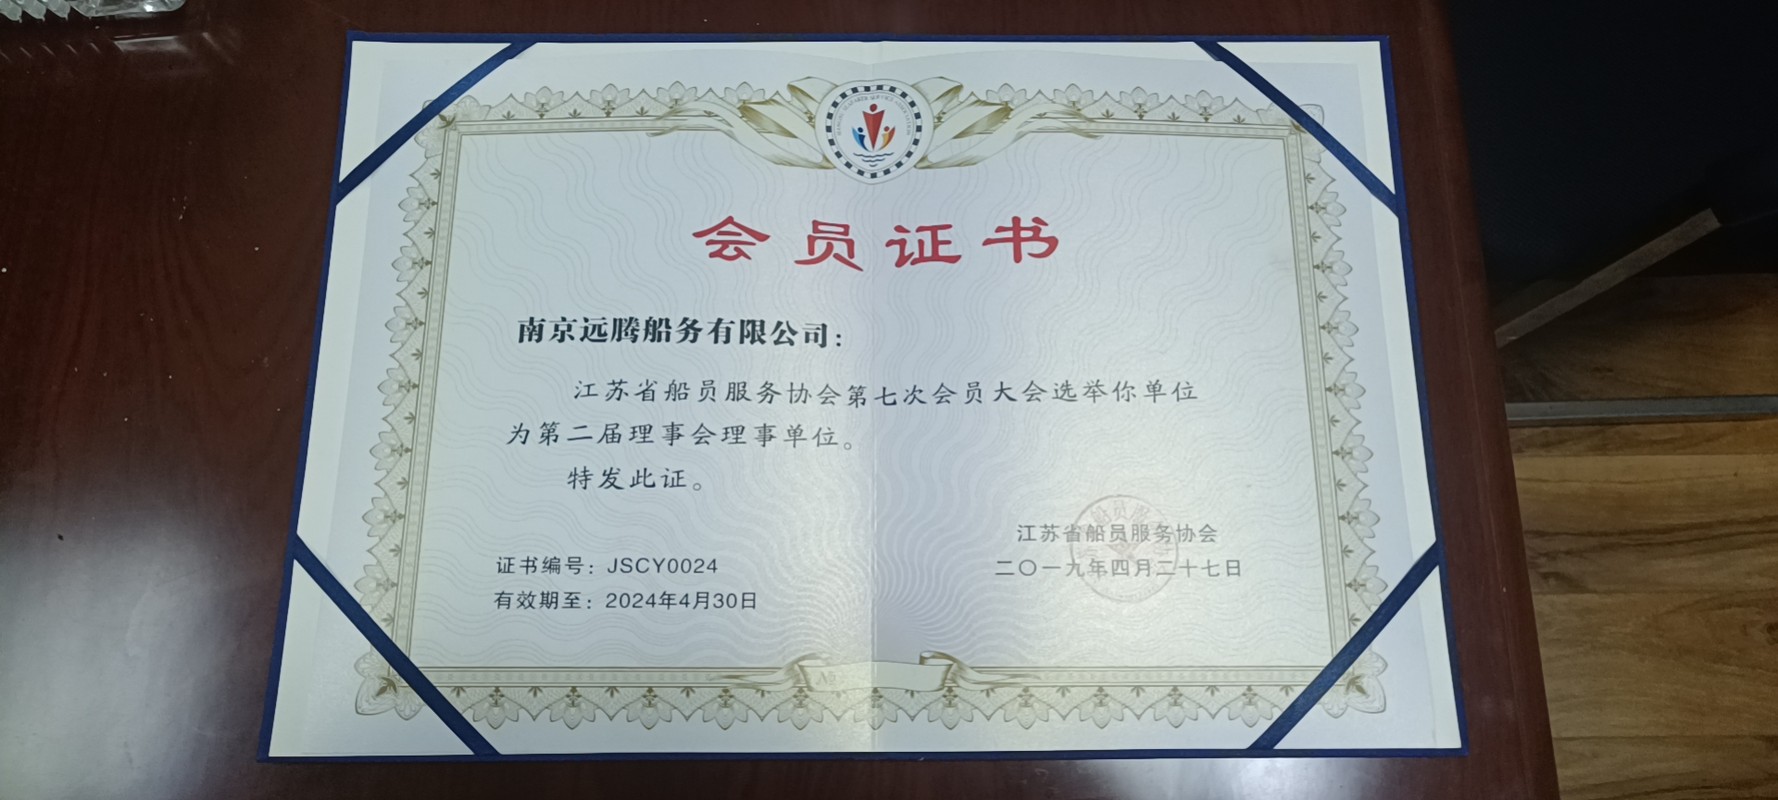 会员证书
南京远腾船务有限公司：
江苏省船员服务协会第七次会员大会选举你单位
为第二届理事会理事单位。
特发此证。
江苏省船员服务协会
二〇一九年四月二十七日
证书编号：JSCY0024
有效期至：2024年4月30日